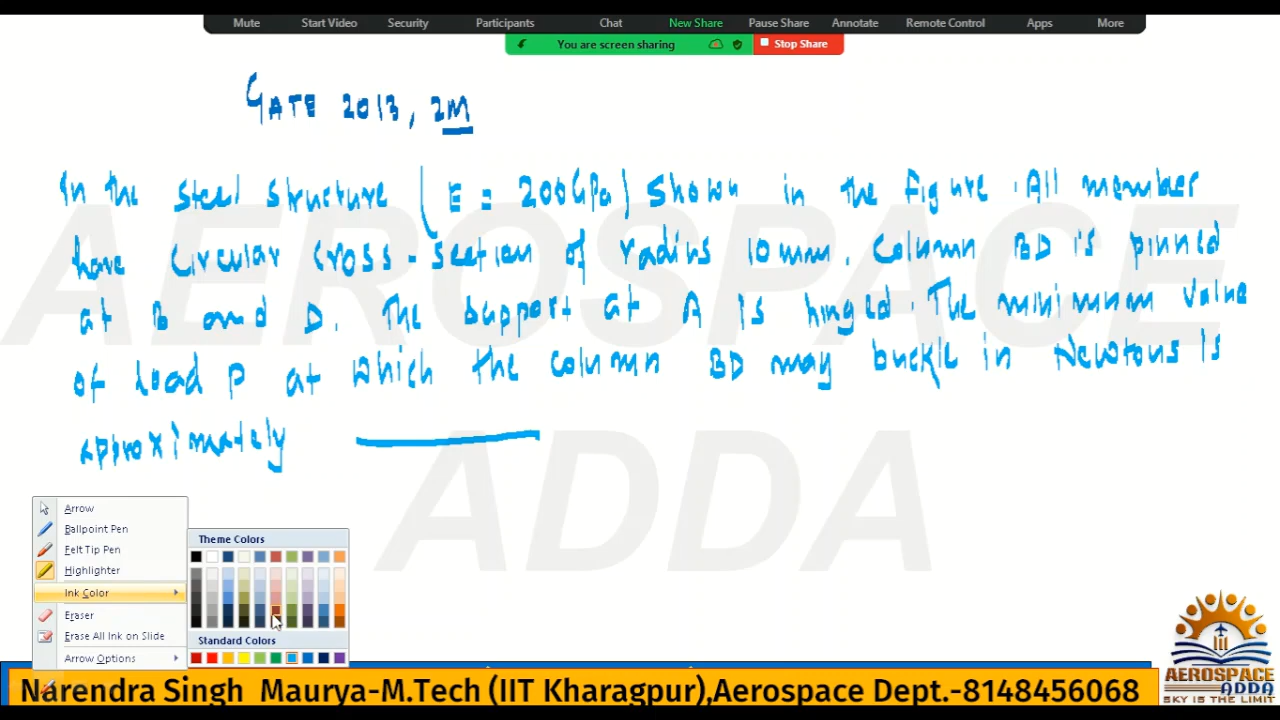 Mute Start Video Security Participants Chat New Share Pause Share Annotate Remote Control Apps More
You are screen sharing Stop Share
GATE 2013, 2M
In the steel structure (E = 200GPa) shown in the figure. All member
have Circular Cross-section of radius 10mm. Column BD is pinned
at B and D. The support at A is hinged. The minimum value
of load P at which the column BD may buckle in Newtons is
approximately
AEROSPACE
ADDA
Arrow
Ballpoint Pen
Felt Tip Pen
Highlighter
Ink Color
Eraser
Erase All Ink on Slide
Arrow Options
Theme Colors
Standard Colors
AEROSPACE
ADDA
SKY IS THE LIMIT
Narendra Singh Maurya-M.Tech (IIT Kharagpur),Aerospace Dept.-8148456068